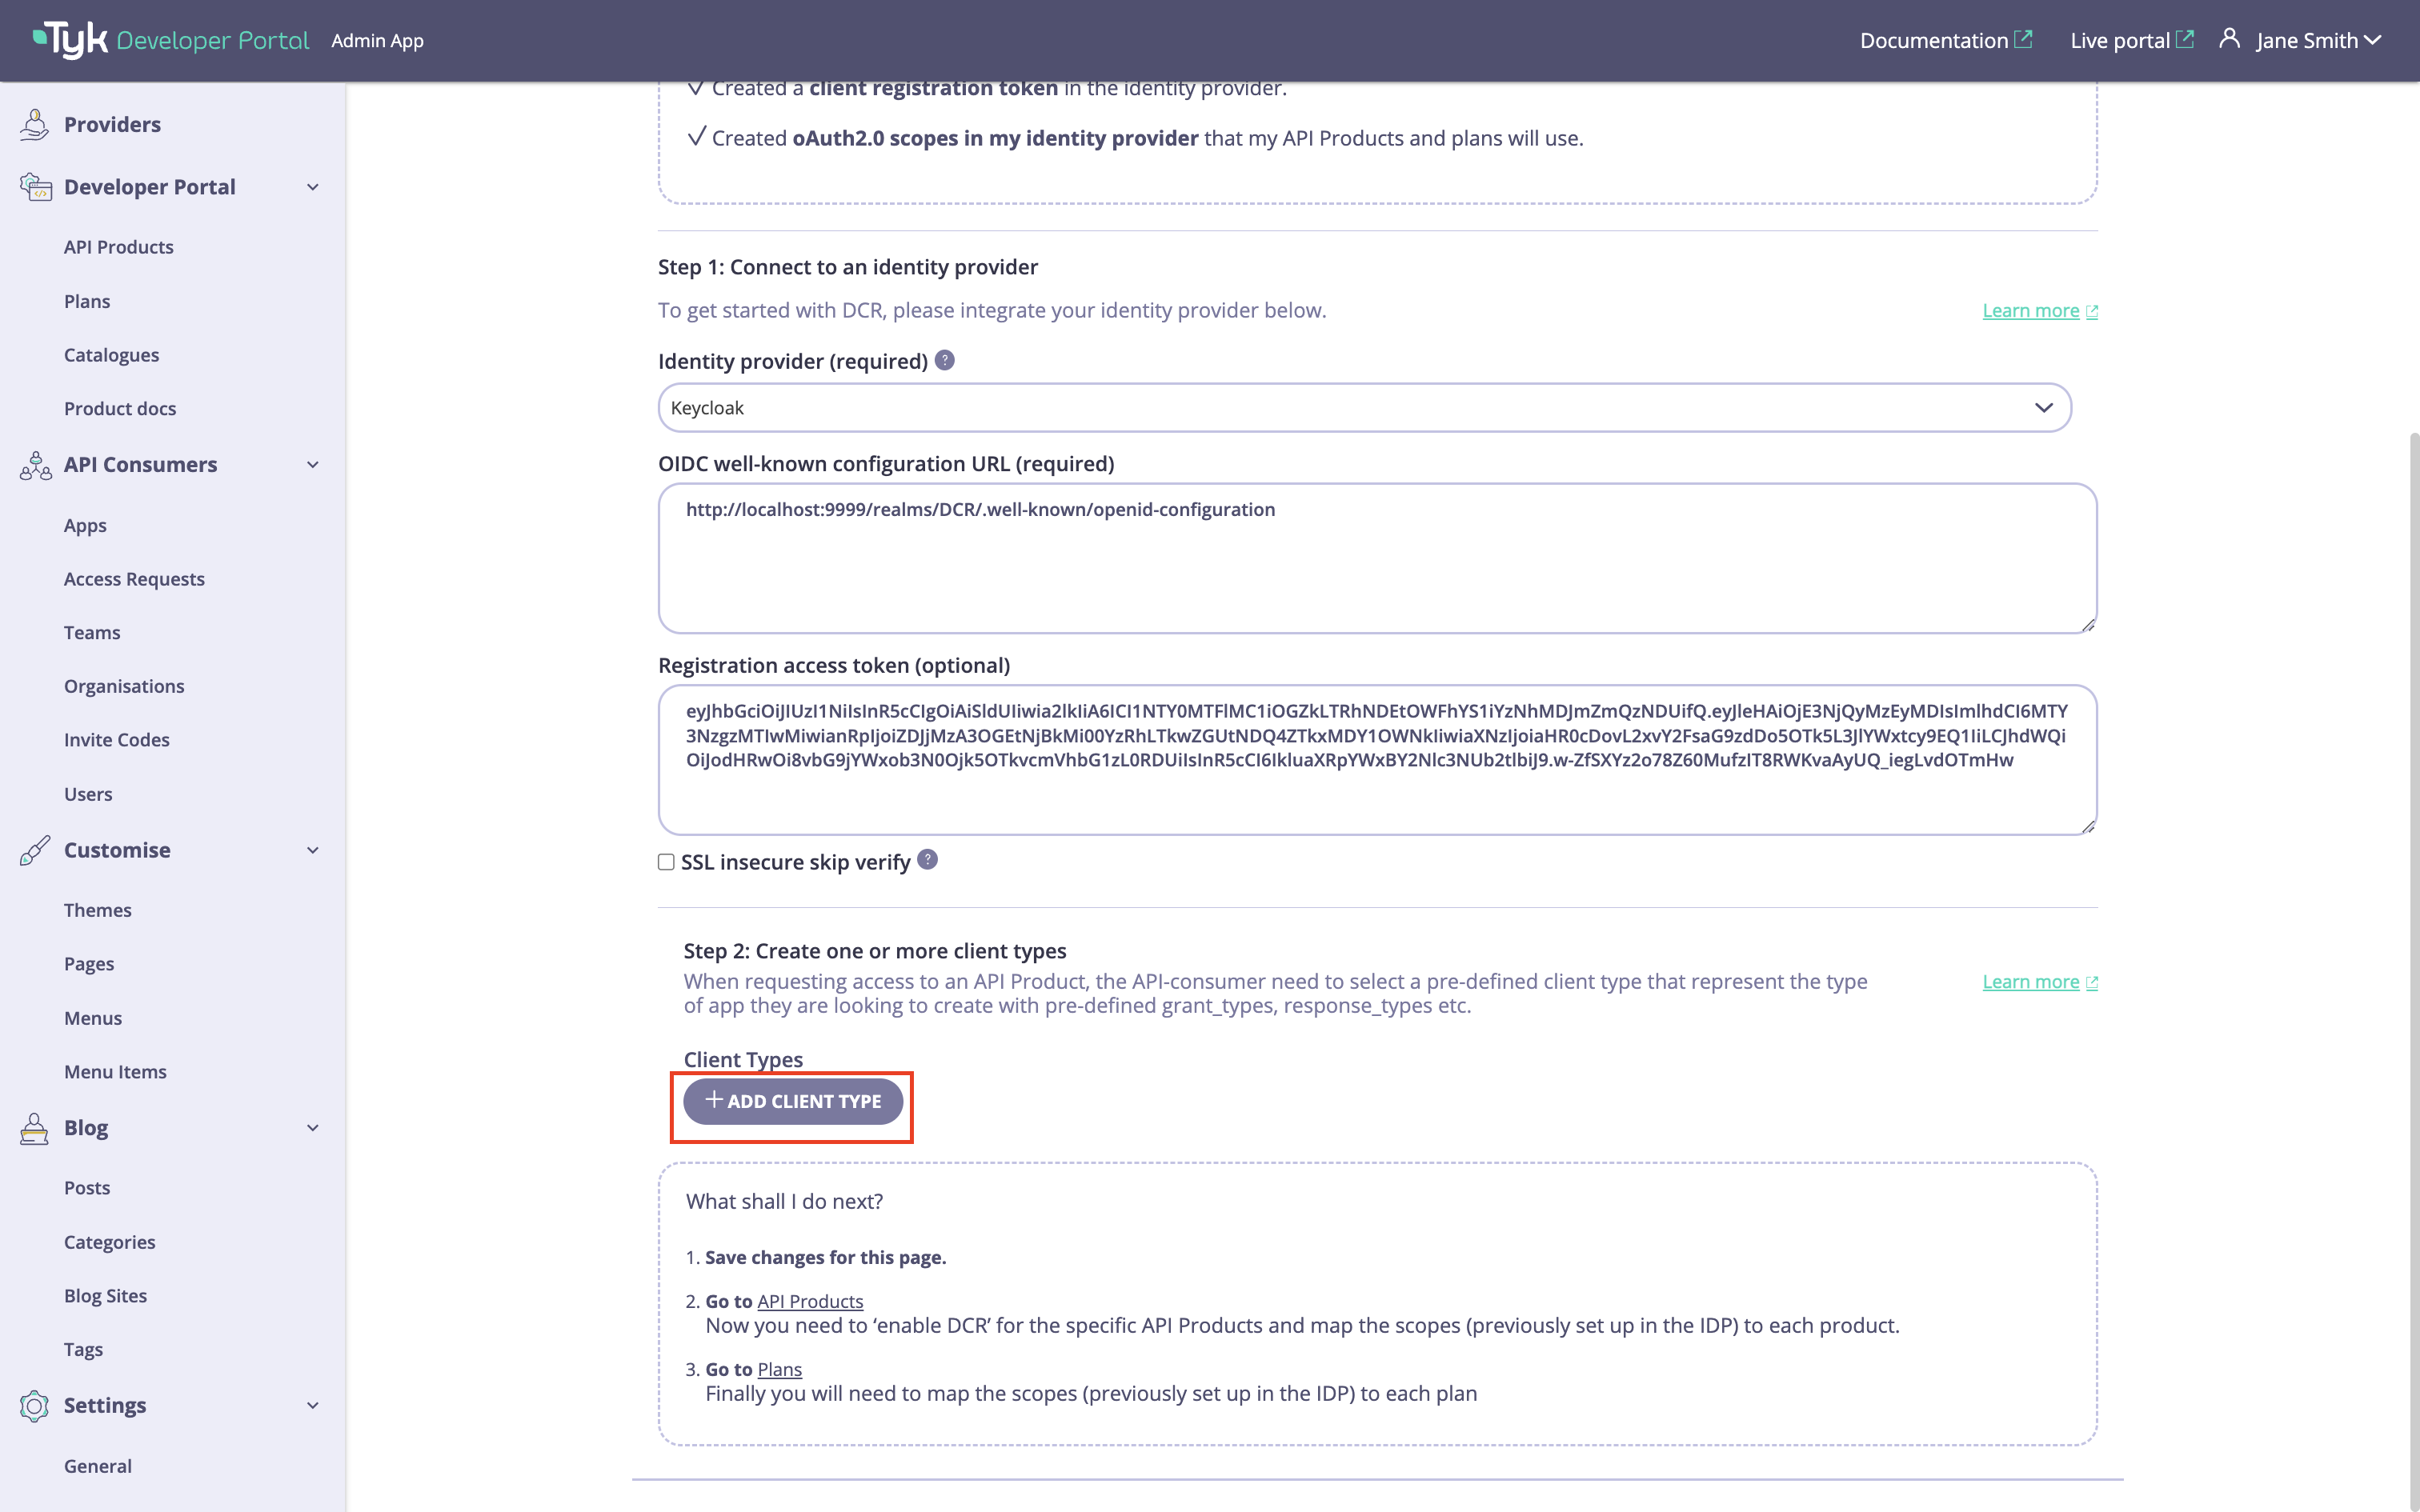 Tyk Developer Portal Admin App
Documentation
Live portal
Jane Smith
Providers
Developer Portal
API Products
Plans
Catalogues
Product docs
API Consumers
Apps
Access Requests
Teams
Organisations
Invite Codes
Users
Customise
Themes
Pages
Menus
Menu Items
Blog
Posts
Categories
Blog Sites
Tags
Settings
General
✓ Created a client registration token in the identity provider.
✓ Created oAuth2.0 scopes in my identity provider that my API Products and plans will use.
Step 1: Connect to an identity provider
To get started with DCR, please integrate your identity provider below.
Learn more
Identity provider (required) ?
Keycloak
OIDC well-known configuration URL (required)
http://localhost:9999/realms/DCR/.well-known/openid-configuration
Registration access token (optional)
SSL insecure skip verify ?
Step 2: Create one or more client types
When requesting access to an API Product, the API-consumer need to select a pre-defined client type that represent the type
of app they are looking to create with pre-defined grant_types, response_types etc.
Learn more
Client Types
+ ADD CLIENT TYPE
What shall I do next?
1. Save changes for this page.
2. Go to API Products
Now you need to ‘enable DCR’ for the specific API Products and map the scopes (previously set up in the IDP) to each product.
3. Go to Plans
Finally you will need to map the scopes (previously set up in the IDP) to each plan